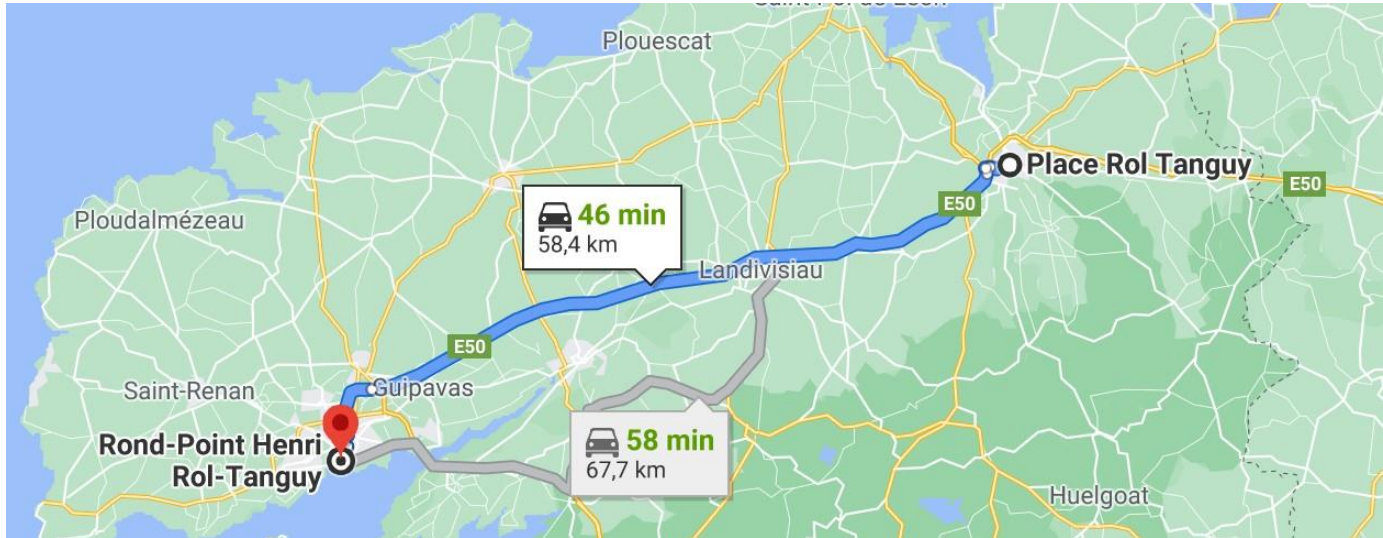 Plouescat
Place Rol Tanguy
E50
E50
46 min
58,4 km
Ploudalmézeau
Landivisiau
E50
Guipavas
Saint-Renan
Rond-Point Henri
Rol-Tanguy
58 min
67,7 km
Huelgoat